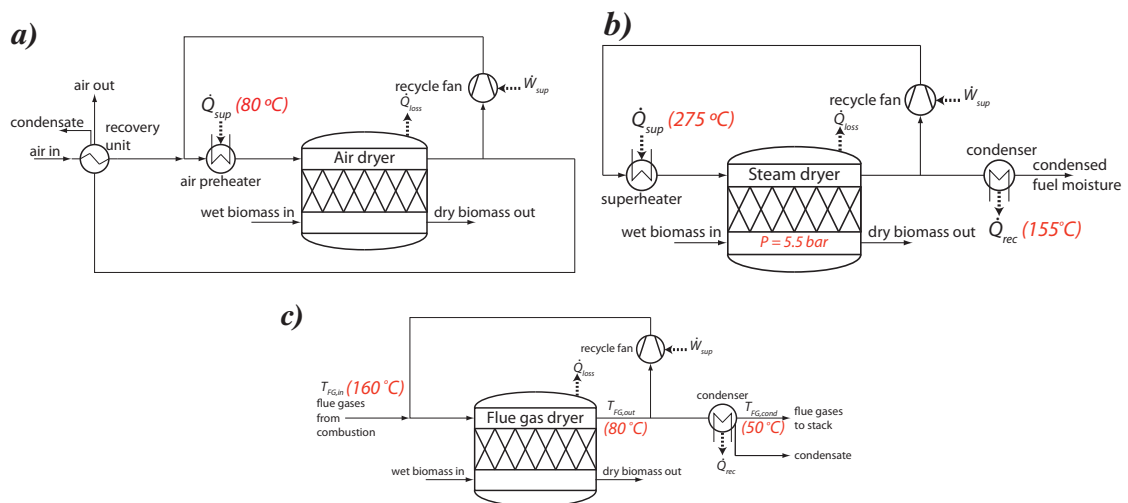 a)
air out
condensate
air in
recovery
unit
Q̇sup (80 ºC)
air preheater
recycle fan
Q̇loss
Ẇsup
Air dryer
wet biomass in
dry biomass out
b)
recycle fan
Ẇsup
Q̇sup (275 ºC)
Q̇loss
superheater
Steam dryer
condenser
condensed
fuel moisture
wet biomass in
P = 5.5 bar
dry biomass out
Q̇rec (155°C)
c)
recycle fan
Ẇsup
Q̇loss
TFG,in (160 °C)
flue gases
from
combustion
Flue gas dryer
TFG,out
(80 °C)
condenser
TFG,cond
(50 °C)
flue gases
to stack
condensate
Q̇rec
wet biomass in
dry biomass out